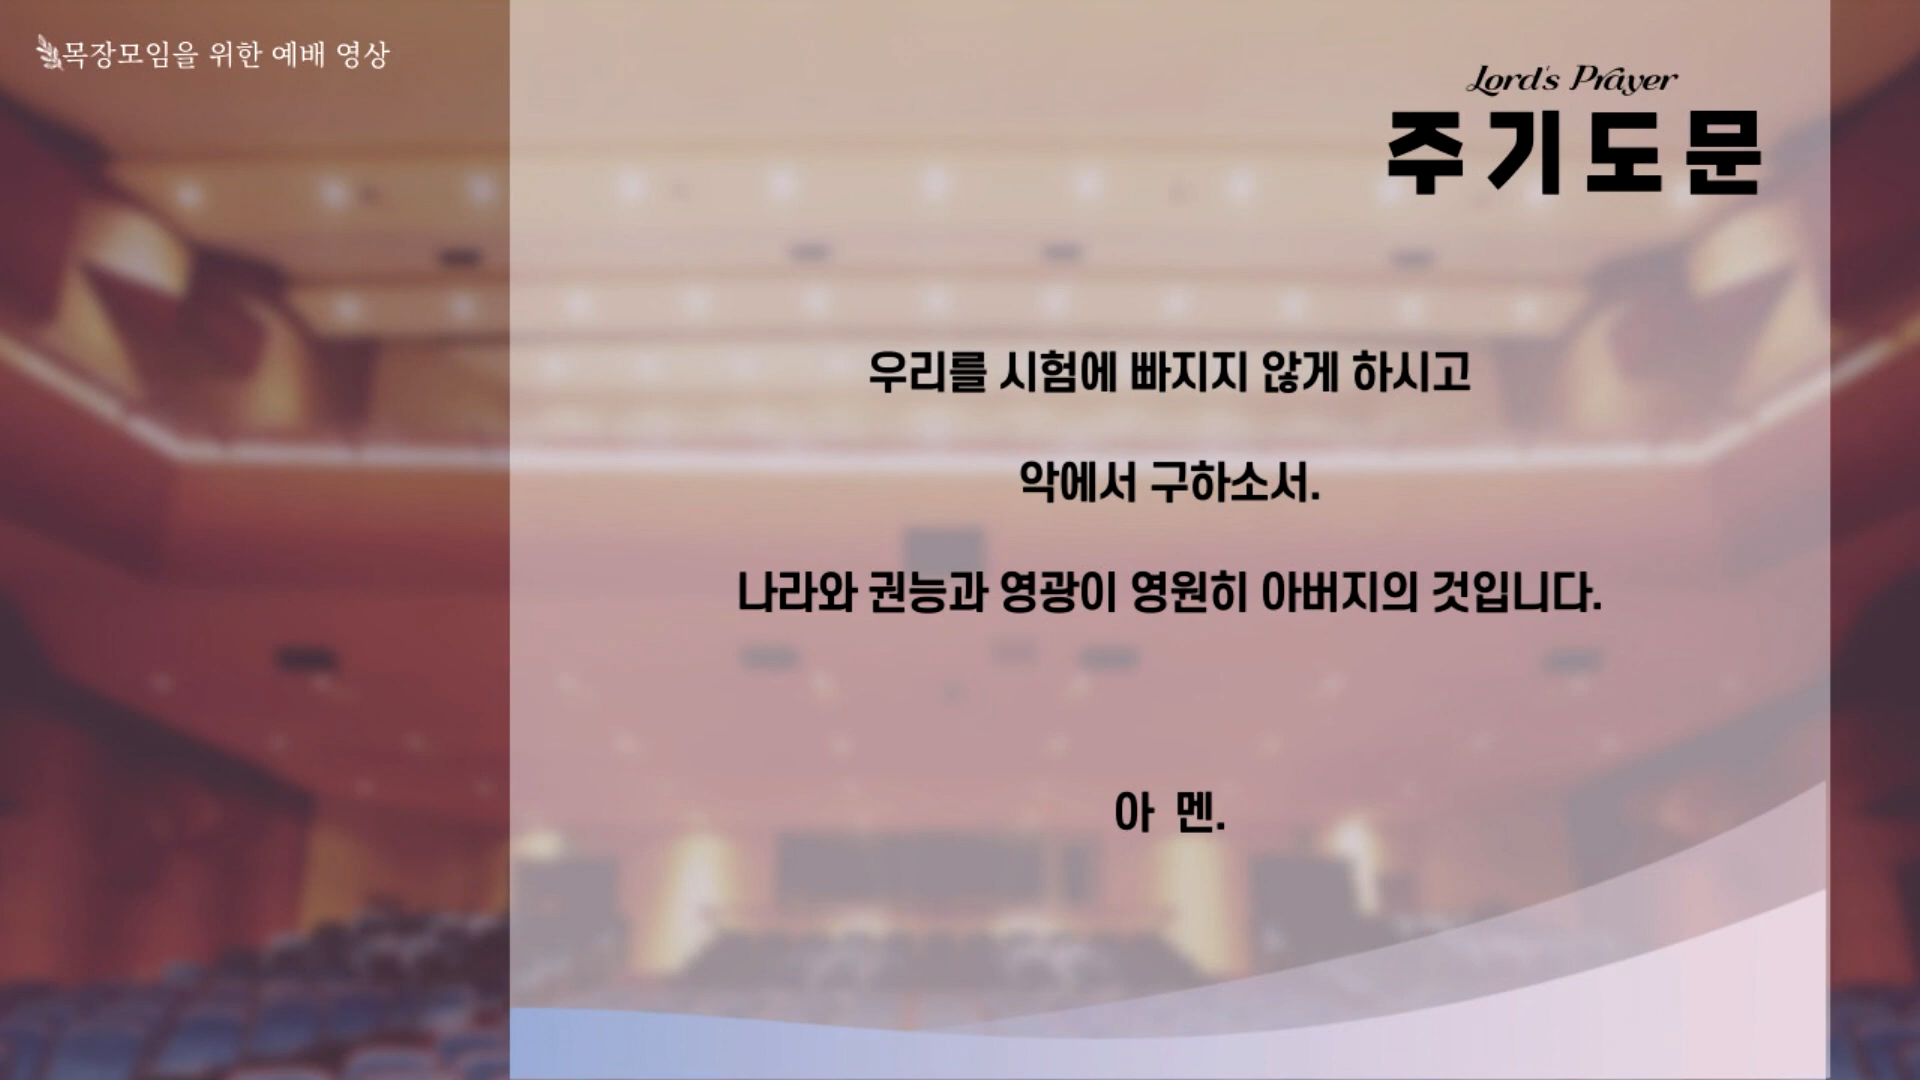 목장모임을 위한 예배 영상
Lord's Prayer
주기도문
우리를 시험에 빠지지 않게 하시고
악에서 구하소서.
나라와 권능과 영광이 영원히 아버지의 것입니다.
아 멘.